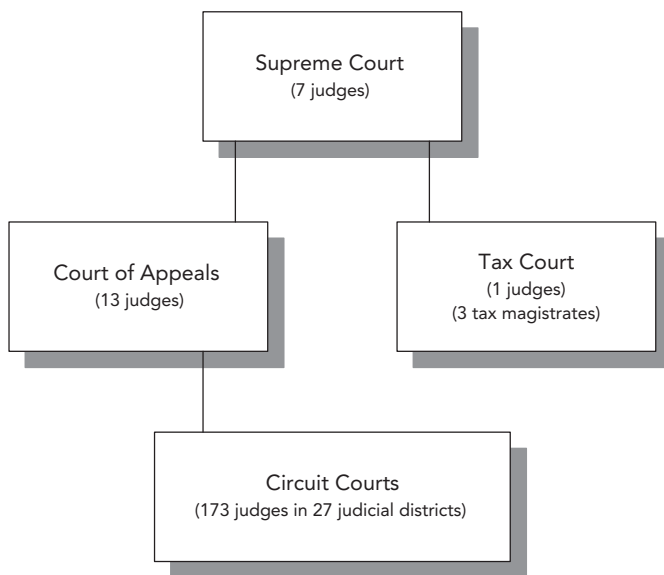 Supreme Court
(7 judges)
Court of Appeals
(13 judges)
Tax Court
(1 judges)
(3 tax magistrates)
Circuit Courts
(173 judges in 27 judicial districts)